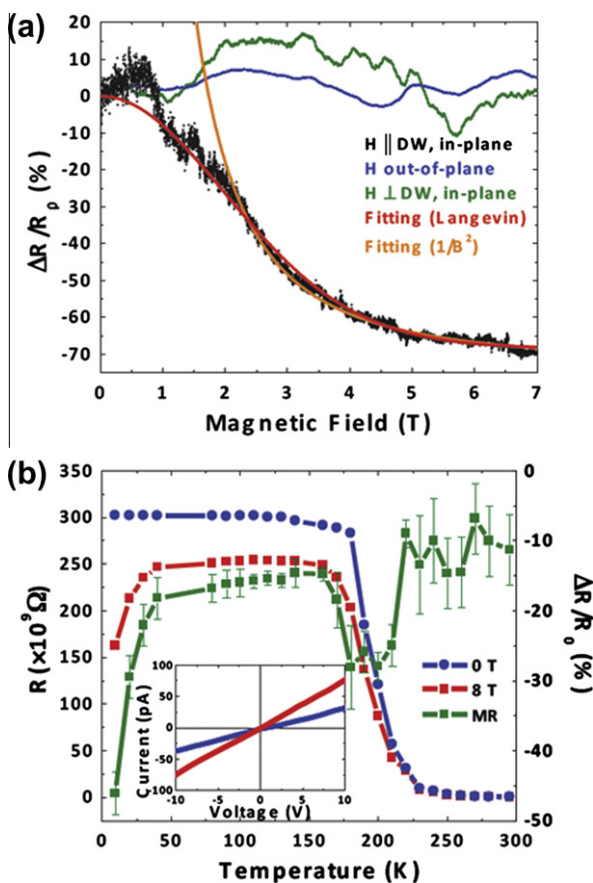 (a)
20
10
0
-10
-20
-30
-40
-50
-60
-70
ΔR/Rρ (%)
H || DW, in-plane
H out-of-plane
H ⊥ DW, in-plane
Fitting (Langevin)
Fitting (1/B²)
0 1 2 3 4 5 6 7
Magnetic Field (T)
(b)
350
300
250
200
150
100
50
0
R (×10⁹Ω)
0
-10
-20
-30
-40
-50
ΔR/R₀ (%)
0 T
8 T
MR
100
50
0
-50
-100
Current (pA)
-10 0 10
Voltage (V)
0 50 100 150 200 250 300
Temperature (K)